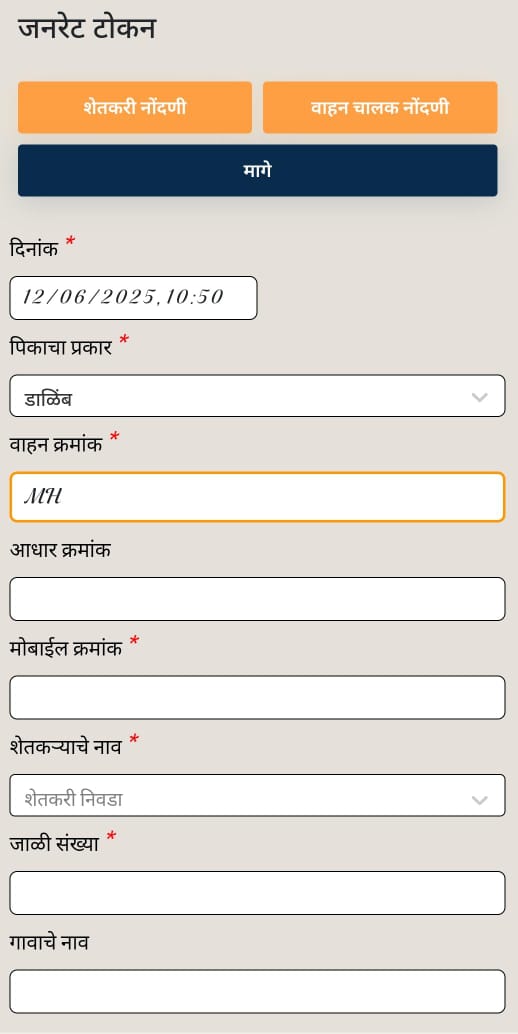 जनरेट टोकन
शेतकरी नोंदणी वाहन चालक नोंदणी
मागे
दिनांक *
12/06/2025, 10:50
पिकाचा प्रकार *
डाळिंब
वाहन क्रमांक *
MH
आधार क्रमांक
मोबाईल क्रमांक *
शेतकऱ्याचे नाव *
शेतकरी निवडा
जाळी संख्या *
गावाचे नाव